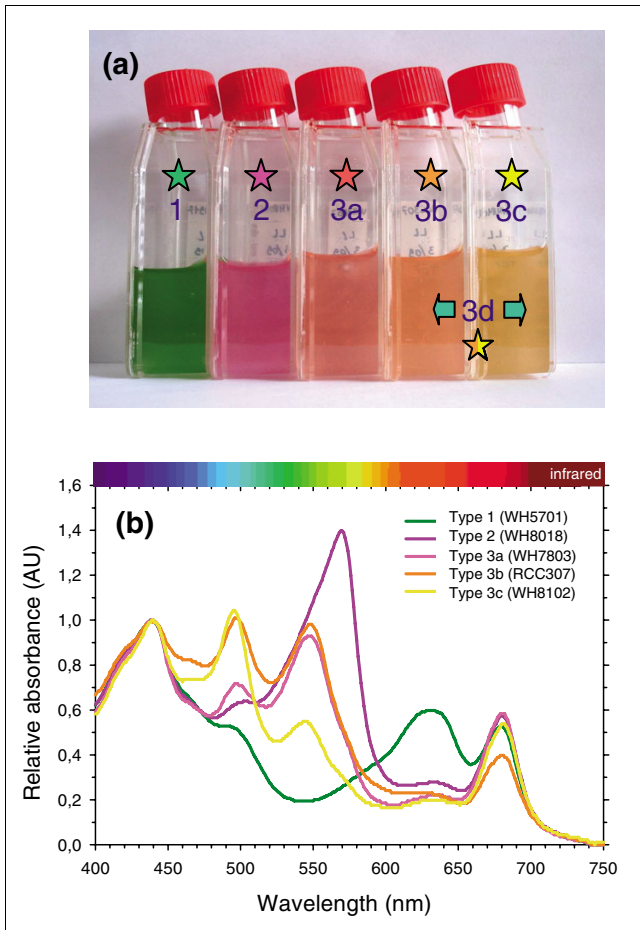 (a)
1 2 3a 3b 3c
3d
infrared
(b)
Type 1 (WH5701)
Type 2 (WH8018)
Type 3a (WH7803)
Type 3b (RCC307)
Type 3c (WH8102)
Relative absorbance (AU)
1,6
1,4
1,2
1,0
0,8
0,6
0,4
0,2
0,0
400 450 500 550 600 650 700 750
Wavelength (nm)